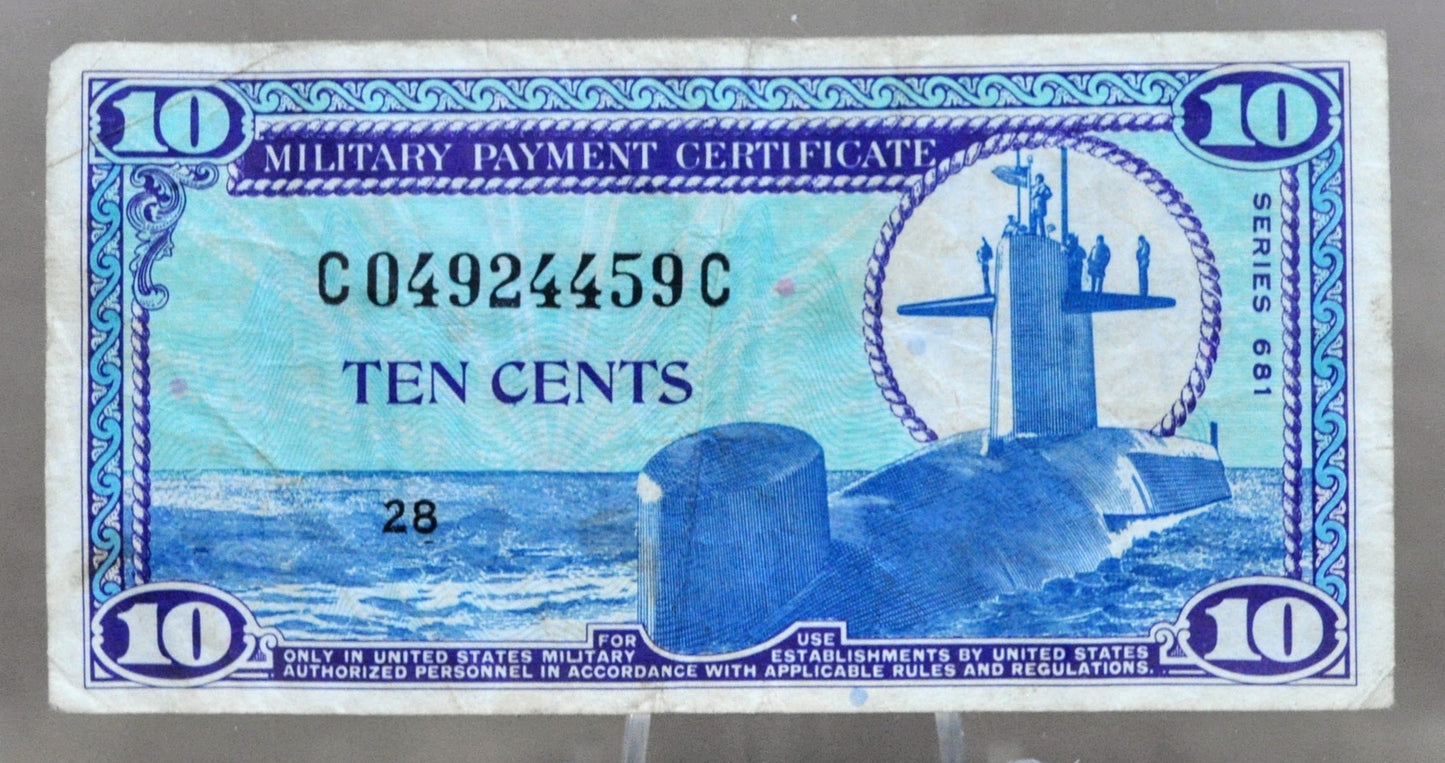 10 10
MILITARY PAYMENT CERTIFICATE
SERIES 681
C04924459C
TEN CENTS
28
10 10
FOR USE
ONLY IN UNITED STATES MILITARY ESTABLISHMENTS BY UNITED STATES
AUTHORIZED PERSONNEL IN ACCORDANCE WITH APPLICABLE RULES AND REGULATIONS.